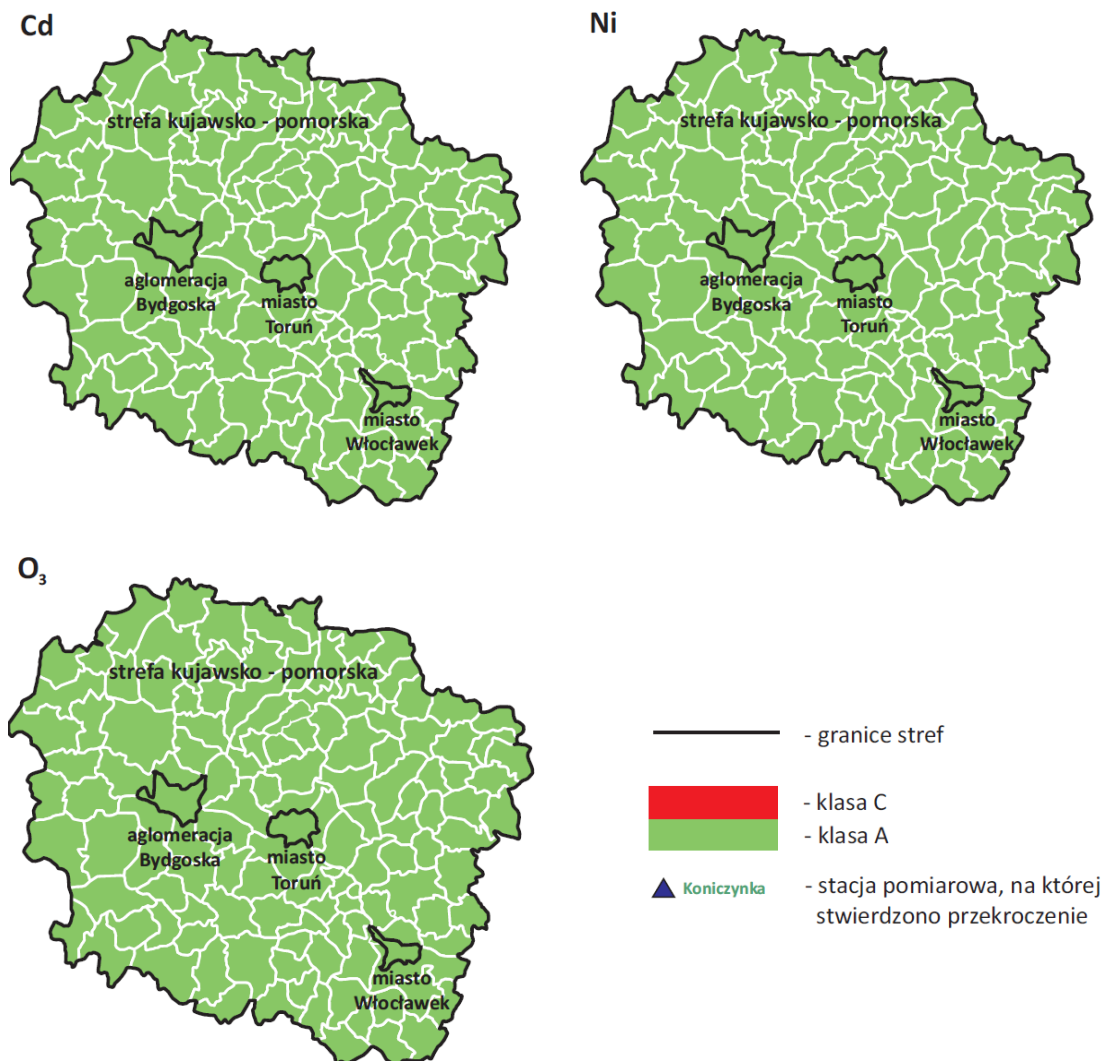 Cd
strefa kujawsko - pomorska
aglomeracja
Bydgoska
miasto
Toruń
miasto
Włocławek
Ni
strefa kujawsko - pomorska
aglomeracja
Bydgoska
miasto
Toruń
miasto
Włocławek
O₃
strefa kujawsko - pomorska
aglomeracja
Bydgoska
miasto
Toruń
miasto
Włocławek
- granice stref
- klasa C
- klasa A
Koniczynka - stacja pomiarowa, na której
stwierdzono przekroczenie